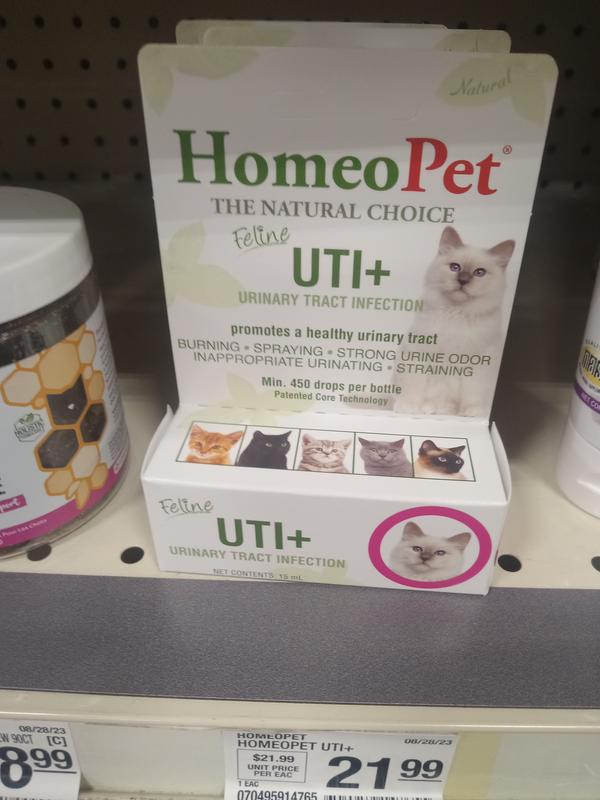 Natural
HomeoPet®
THE NATURAL CHOICE
Feline
UTI+
URINARY TRACT INFECTION
promotes a healthy urinary tract
BURNING • SPRAYING • STRONG URINE ODOR
INAPPROPRIATE URINATING • STRAINING
Min. 450 drops per bottle
Patented Core Technology
Feline
UTI+
URINARY TRACT INFECTION
NET CONTENTS: 15 mL
08/28/23
90CT [C]
8.99
HOMEOPET
HOMEOPET UTI+
08/28/23
$21.99
UNIT PRICE
PER EAC
21.99
1 EAC
070495914765